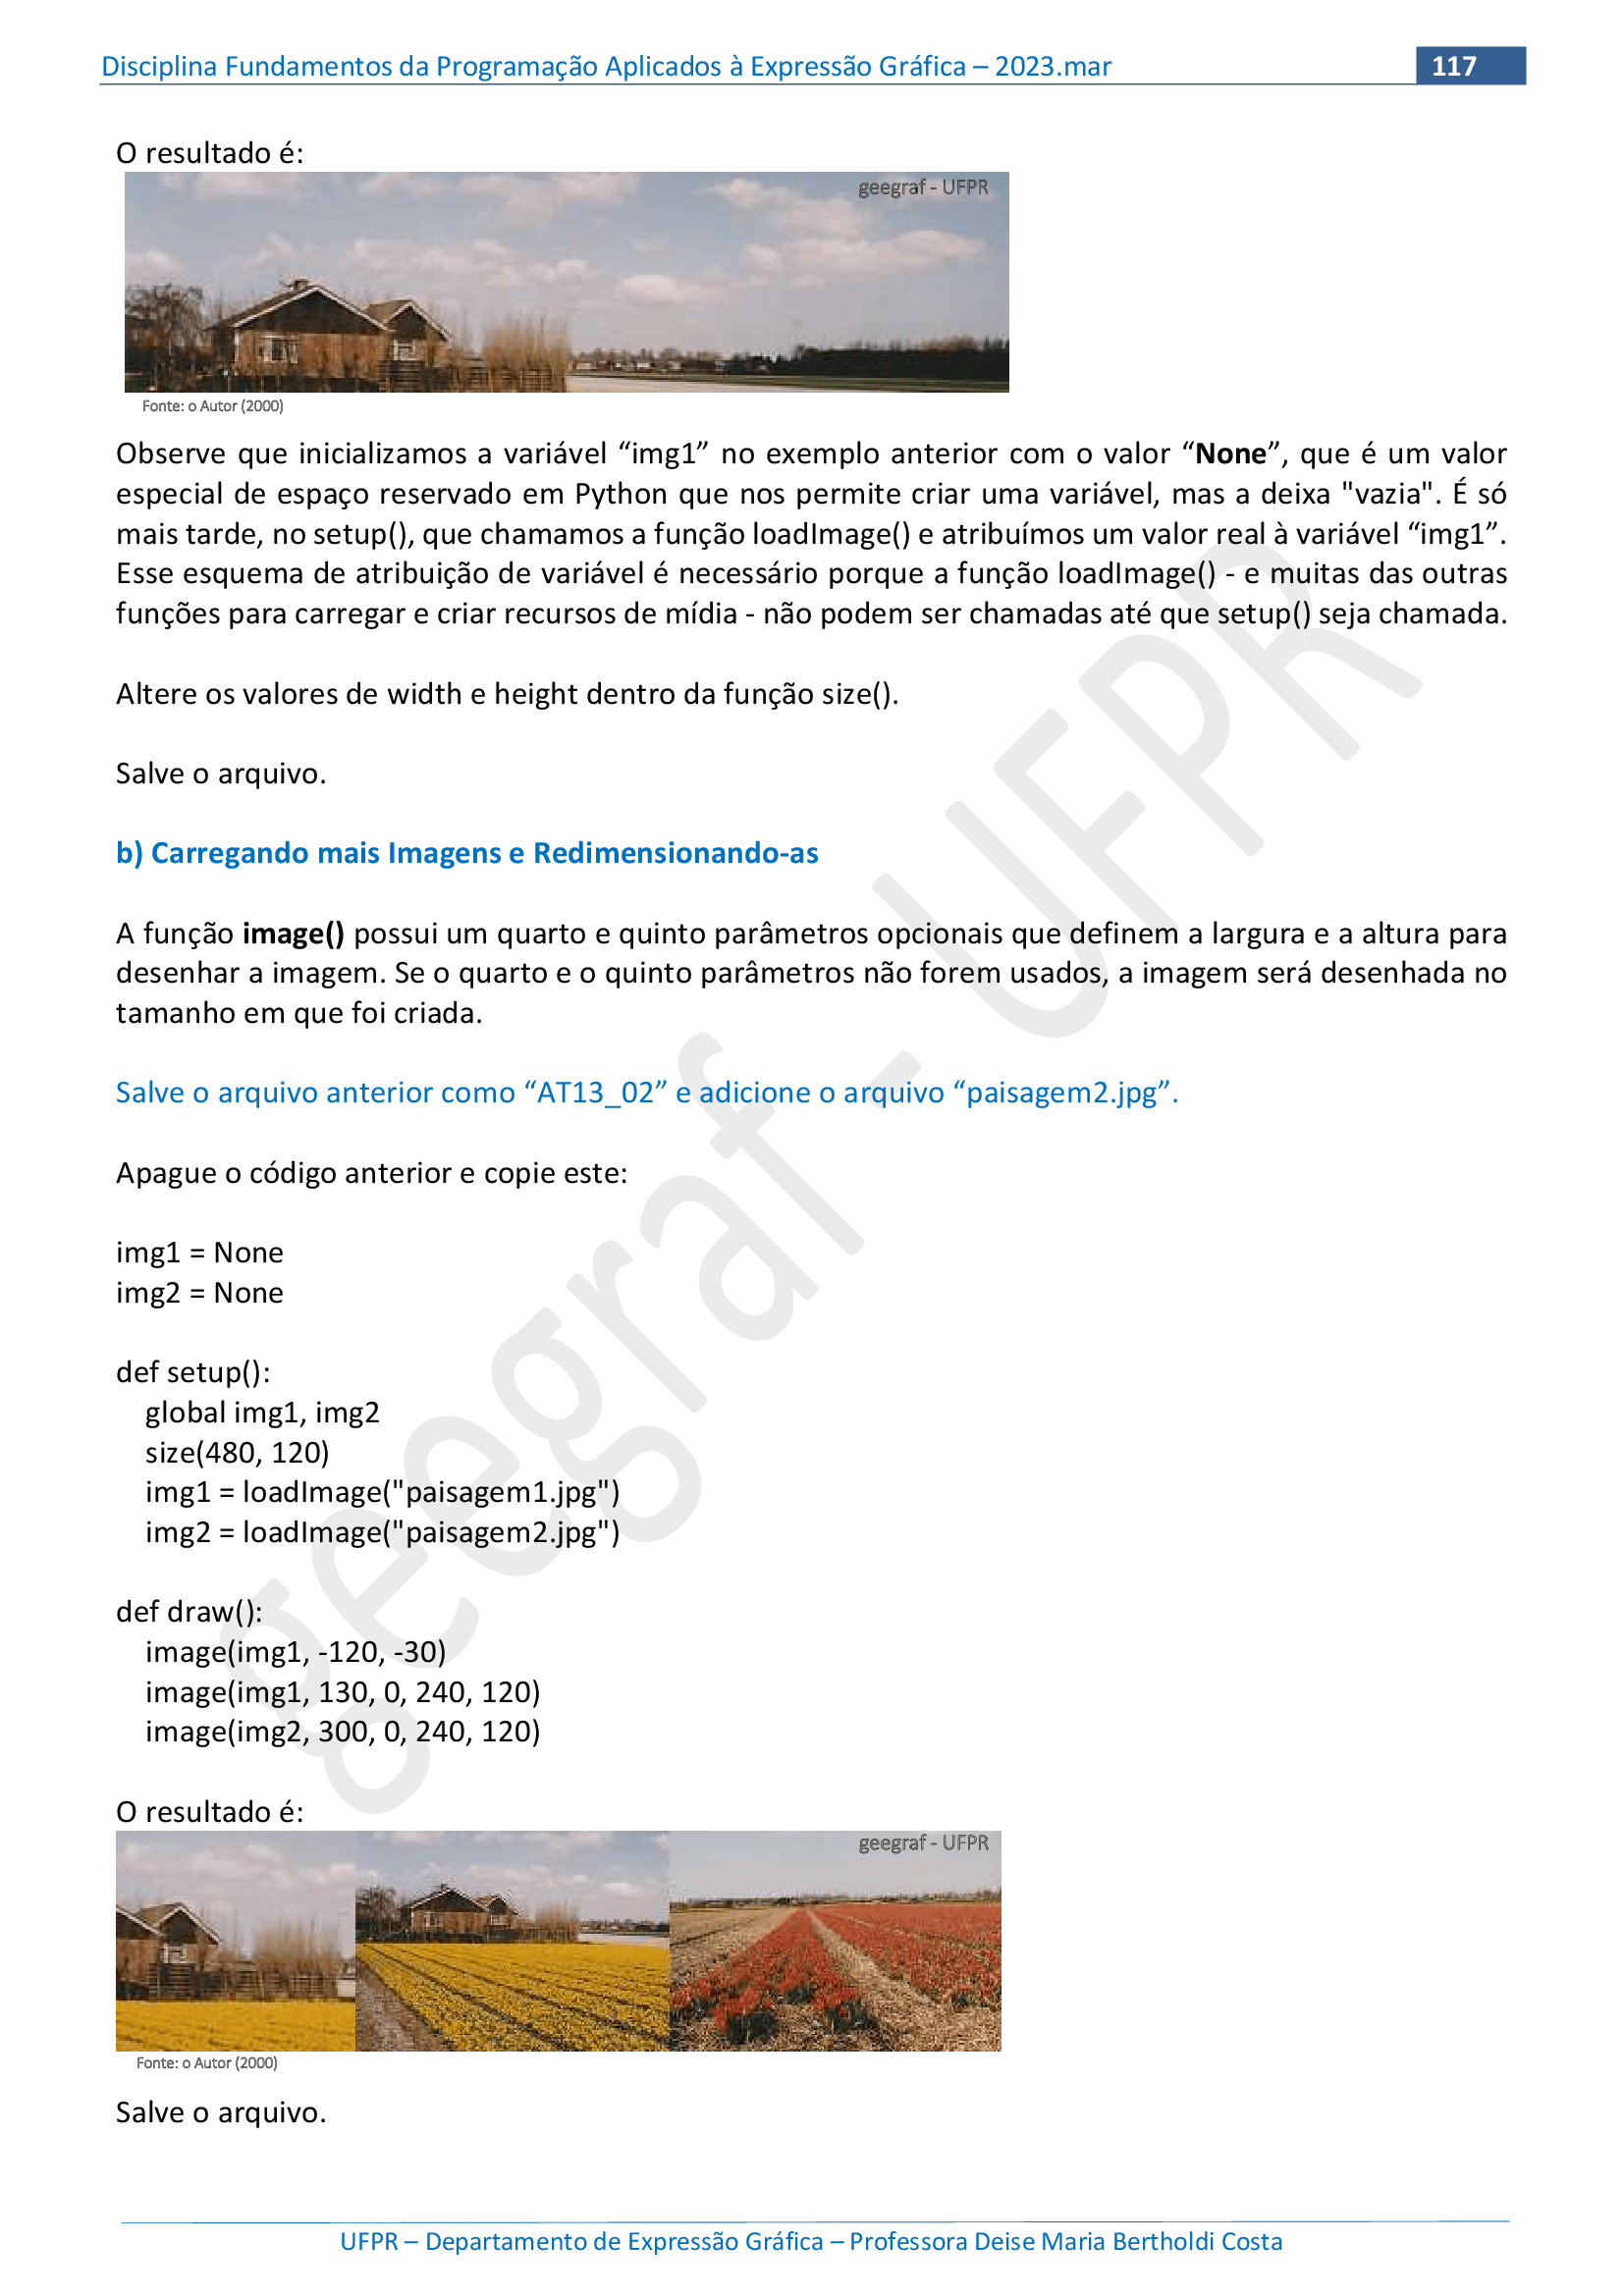 Disciplina Fundamentos da Programação Aplicados à Expressão Gráfica – 2023.mar
117
O resultado é:
geegraf - UFPR
Fonte: o Autor (2000)
Observe que inicializamos a variável “img1” no exemplo anterior com o valor “None”, que é um valor
especial de espaço reservado em Python que nos permite criar uma variável, mas a deixa "vazia". É só
mais tarde, no setup(), que chamamos a função loadImage() e atribuímos um valor real à variável “img1”.
Esse esquema de atribuição de variável é necessário porque a função loadImage() - e muitas das outras
funções para carregar e criar recursos de mídia - não podem ser chamadas até que setup() seja chamada.
Altere os valores de width e height dentro da função size().
Salve o arquivo.
b) Carregando mais Imagens e Redimensionando-as
A função image() possui um quarto e quinto parâmetros opcionais que definem a largura e a altura para
desenhar a imagem. Se o quarto e o quinto parâmetros não forem usados, a imagem será desenhada no
tamanho em que foi criada.
Salve o arquivo anterior como “AT13_02” e adicione o arquivo “paisagem2.jpg”.
Apague o código anterior e copie este:
img1 = None
img2 = None
def setup():
global img1, img2
size(480, 120)
img1 = loadImage("paisagem1.jpg")
img2 = loadImage("paisagem2.jpg")
def draw():
image(img1, -120, -30)
image(img1, 130, 0, 240, 120)
image(img2, 300, 0, 240, 120)
O resultado é:
geegraf - UFPR
Fonte: o Autor (2000)
Salve o arquivo.
UFPR – Departamento de Expressão Gráfica – Professora Deise Maria Bertholdi Costa
geegraf - UFPR